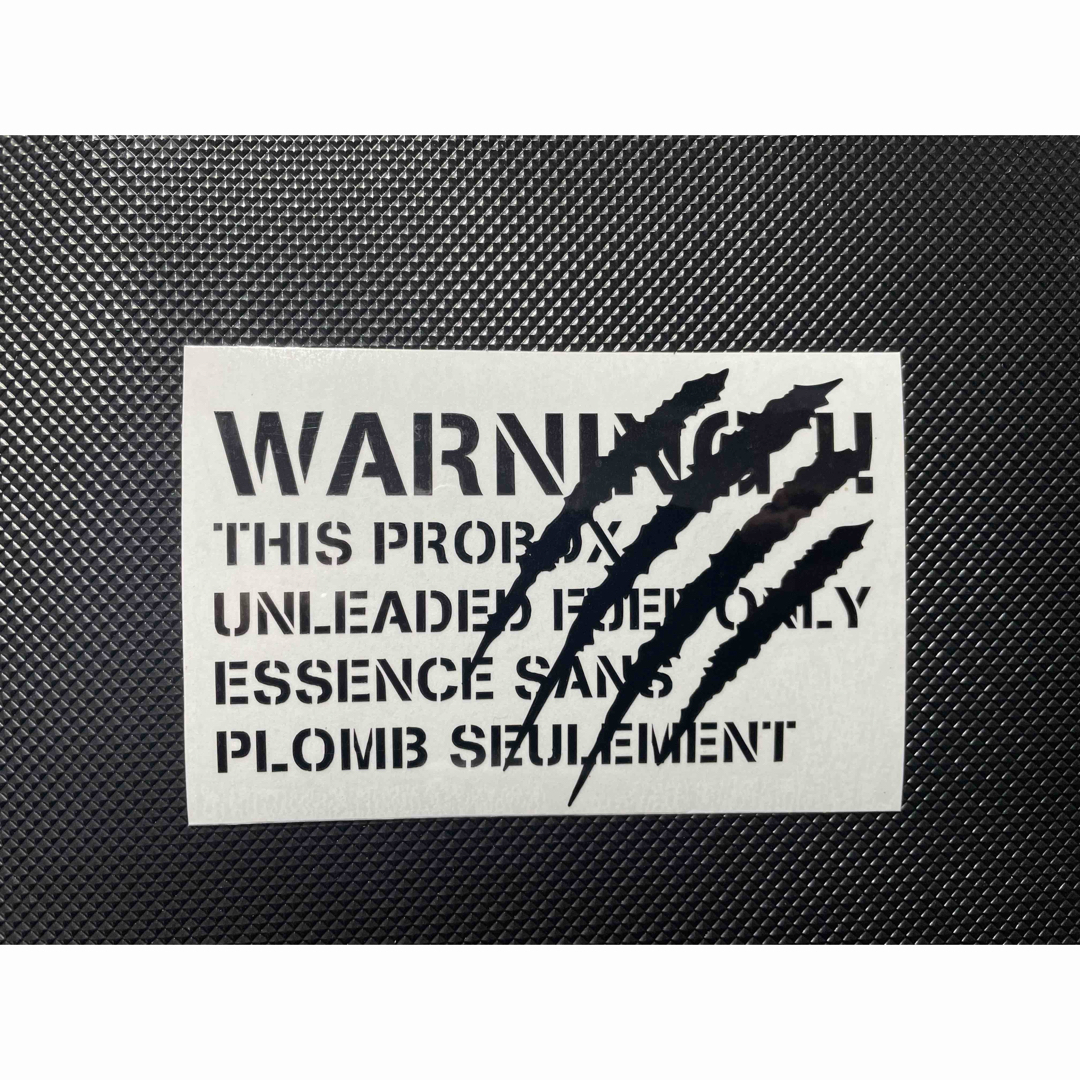 WARNING !!
THIS PROBOX
UNLEADED FUEL ONLY
ESSENCE SANS
PLOMB SEULEMENT